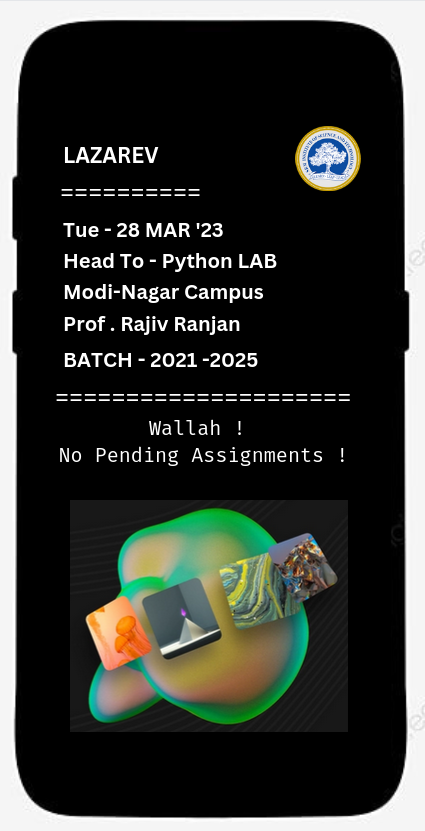 LAZAREV
==========
Tue - 28 MAR '23
Head To - Python LAB
Modi-Nagar Campus
Prof . Rajiv Ranjan
BATCH - 2021 -2025
=====================
Wallah !
No Pending Assignments !